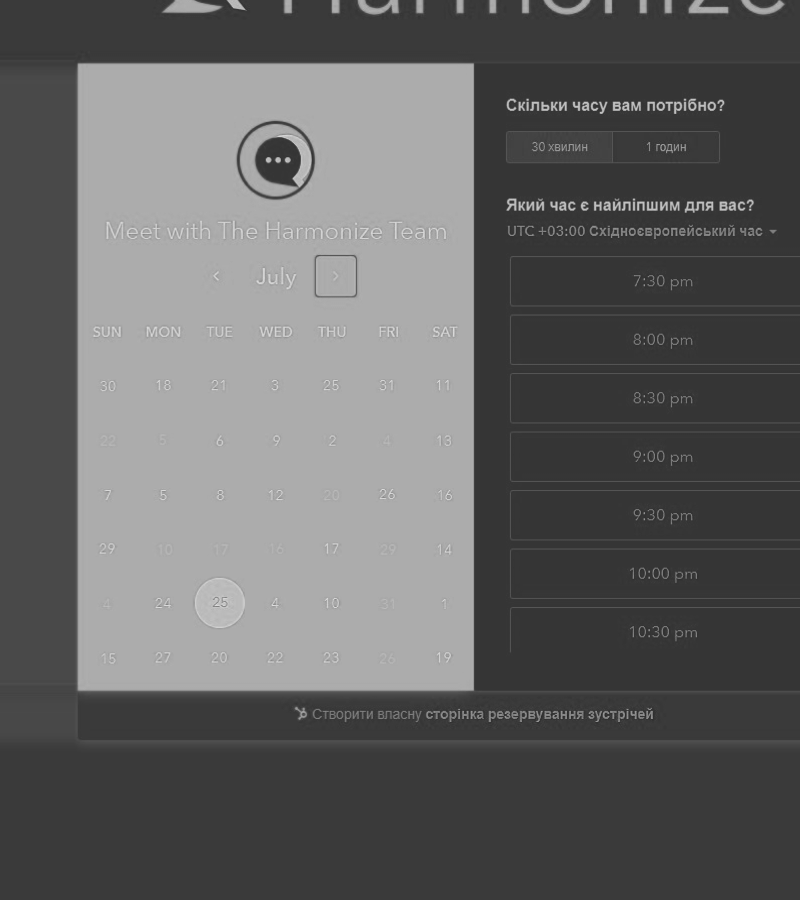 Harmonize
Meet with The Harmonize Team
July
SUN MON TUE WED THU FRI SAT
30 18 21 3 25 31 11
22 5 6 9 2 4 13
7 5 8 12 20 26 16
29 10 17 16 17 29 14
4 24 25 4 10 31 1
15 27 20 22 23 26 19
Скільки часу вам потрібно?
30 хвилин 1 годин
Який час є найліпшим для вас?
UTC +03:00 Східноєвропейський час
7:30 pm
8:00 pm
8:30 pm
9:00 pm
9:30 pm
10:00 pm
10:30 pm
Створити власну сторінка резервування зустрічей